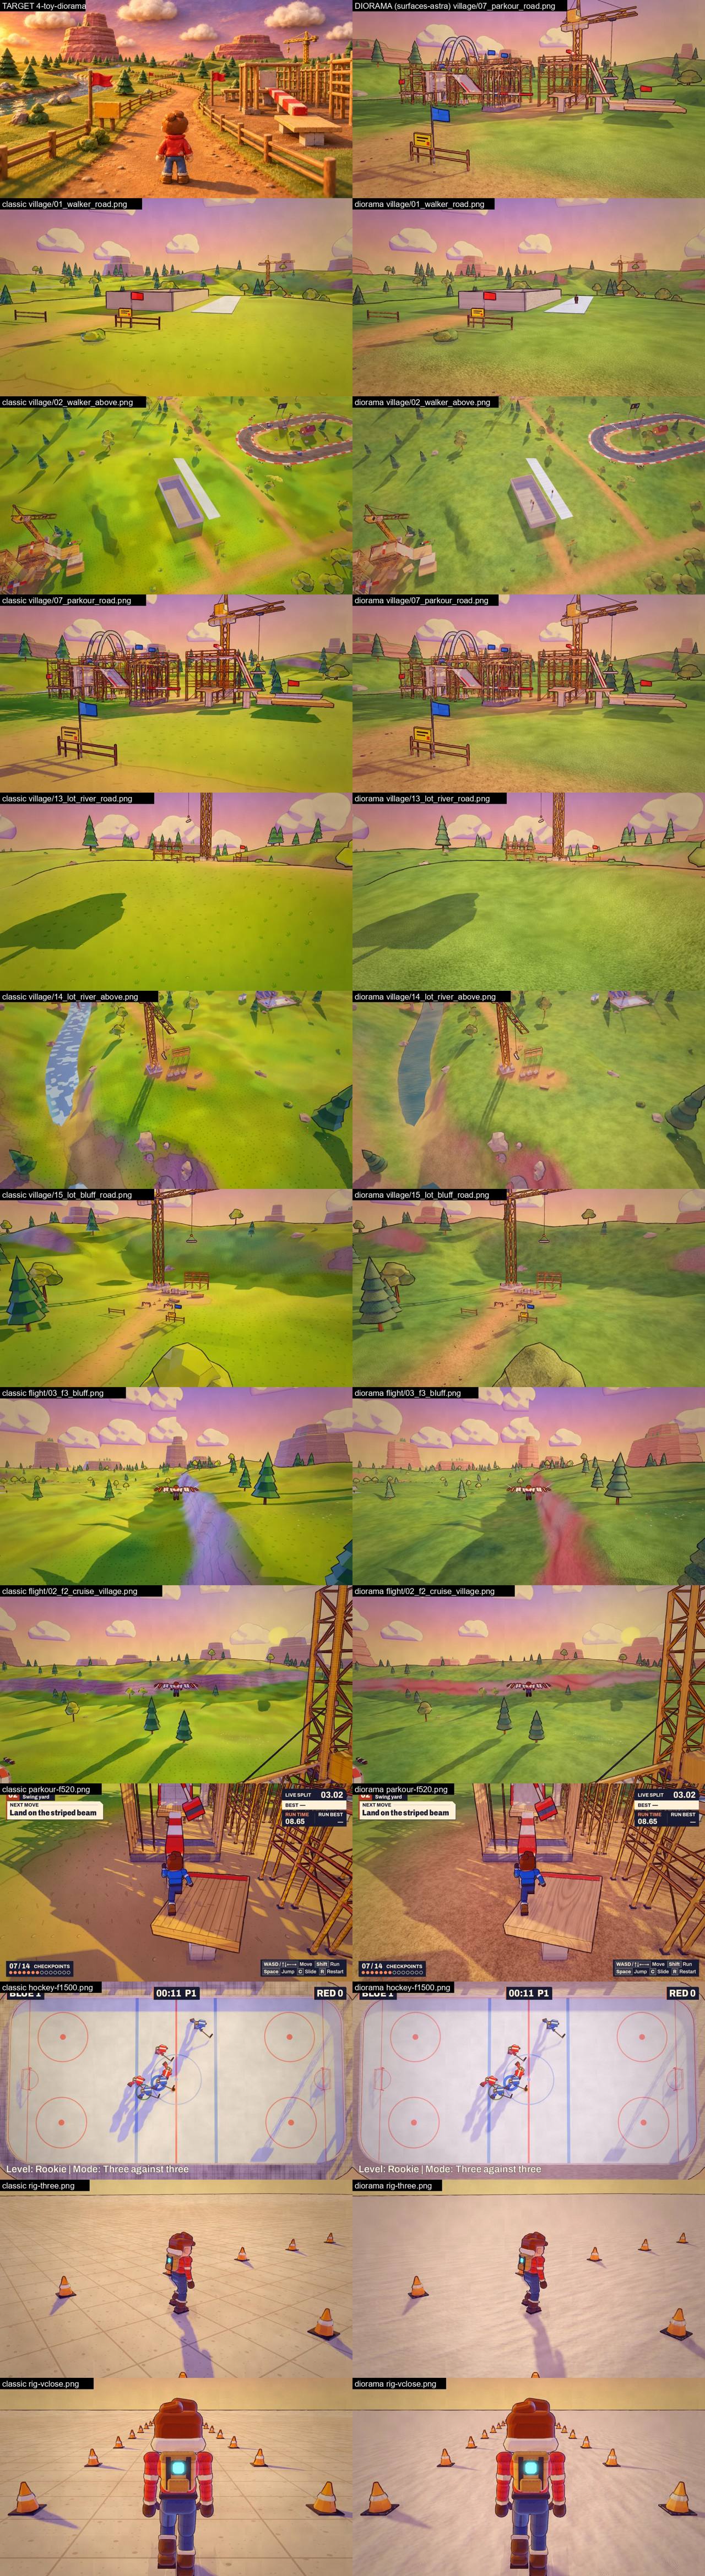 TARGET 4-toy-diorama
DIORAMA (surfaces-astra) village/07_parkour_road.png
classic village/01_walker_road.png
diorama village/01_walker_road.png
classic village/02_walker_above.png
diorama village/02_walker_above.png
classic village/07_parkour_road.png
diorama village/07_parkour_road.png
classic village/13_lot_river_road.png
diorama village/13_lot_river_road.png
classic village/14_lot_river_above.png
diorama village/14_lot_river_above.png
classic village/15_lot_bluff_road.png
diorama village/15_lot_bluff_road.png
classic flight/03_f3_bluff.png
diorama flight/03_f3_bluff.png
classic flight/02_f2_cruise_village.png
diorama flight/02_f2_cruise_village.png
classic parkour-f520.png
Swing yard
NEXT MOVE
Land on the striped beam
LIVE SPLIT 03.02
BEST —
RUN TIME RUN BEST
08.65 —
07/14 CHECKPOINTS
WASD/↑↓←→ Move Shift Run
Space Jump C Slide R Restart
diorama parkour-f520.png
Swing yard
NEXT MOVE
Land on the striped beam
LIVE SPLIT 03.02
BEST —
RUN TIME RUN BEST
08.65 —
07/14 CHECKPOINTS
WASD/↑↓←→ Move Shift Run
Space Jump C Slide R Restart
classic hockey-f1500.png
BLUE 1 00:11 P1 RED 0
Level: Rookie | Mode: Three against three
diorama hockey-f1500.png
BLUE 1 00:11 P1 RED 0
Level: Rookie | Mode: Three against three
classic rig-three.png
diorama rig-three.png
classic rig-vclose.png
diorama rig-vclose.png